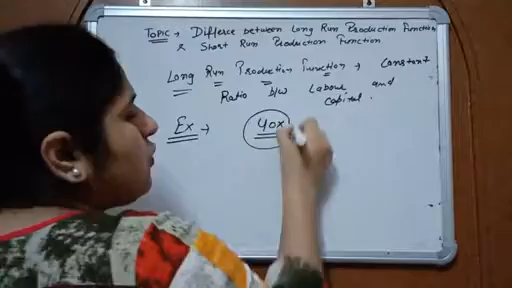 Topic → Differce between Long Run Production Function
& Short Run Production Function
Long Run Production Function → Constant
Ratio b/w Labour and
capital.
Ex → 40x